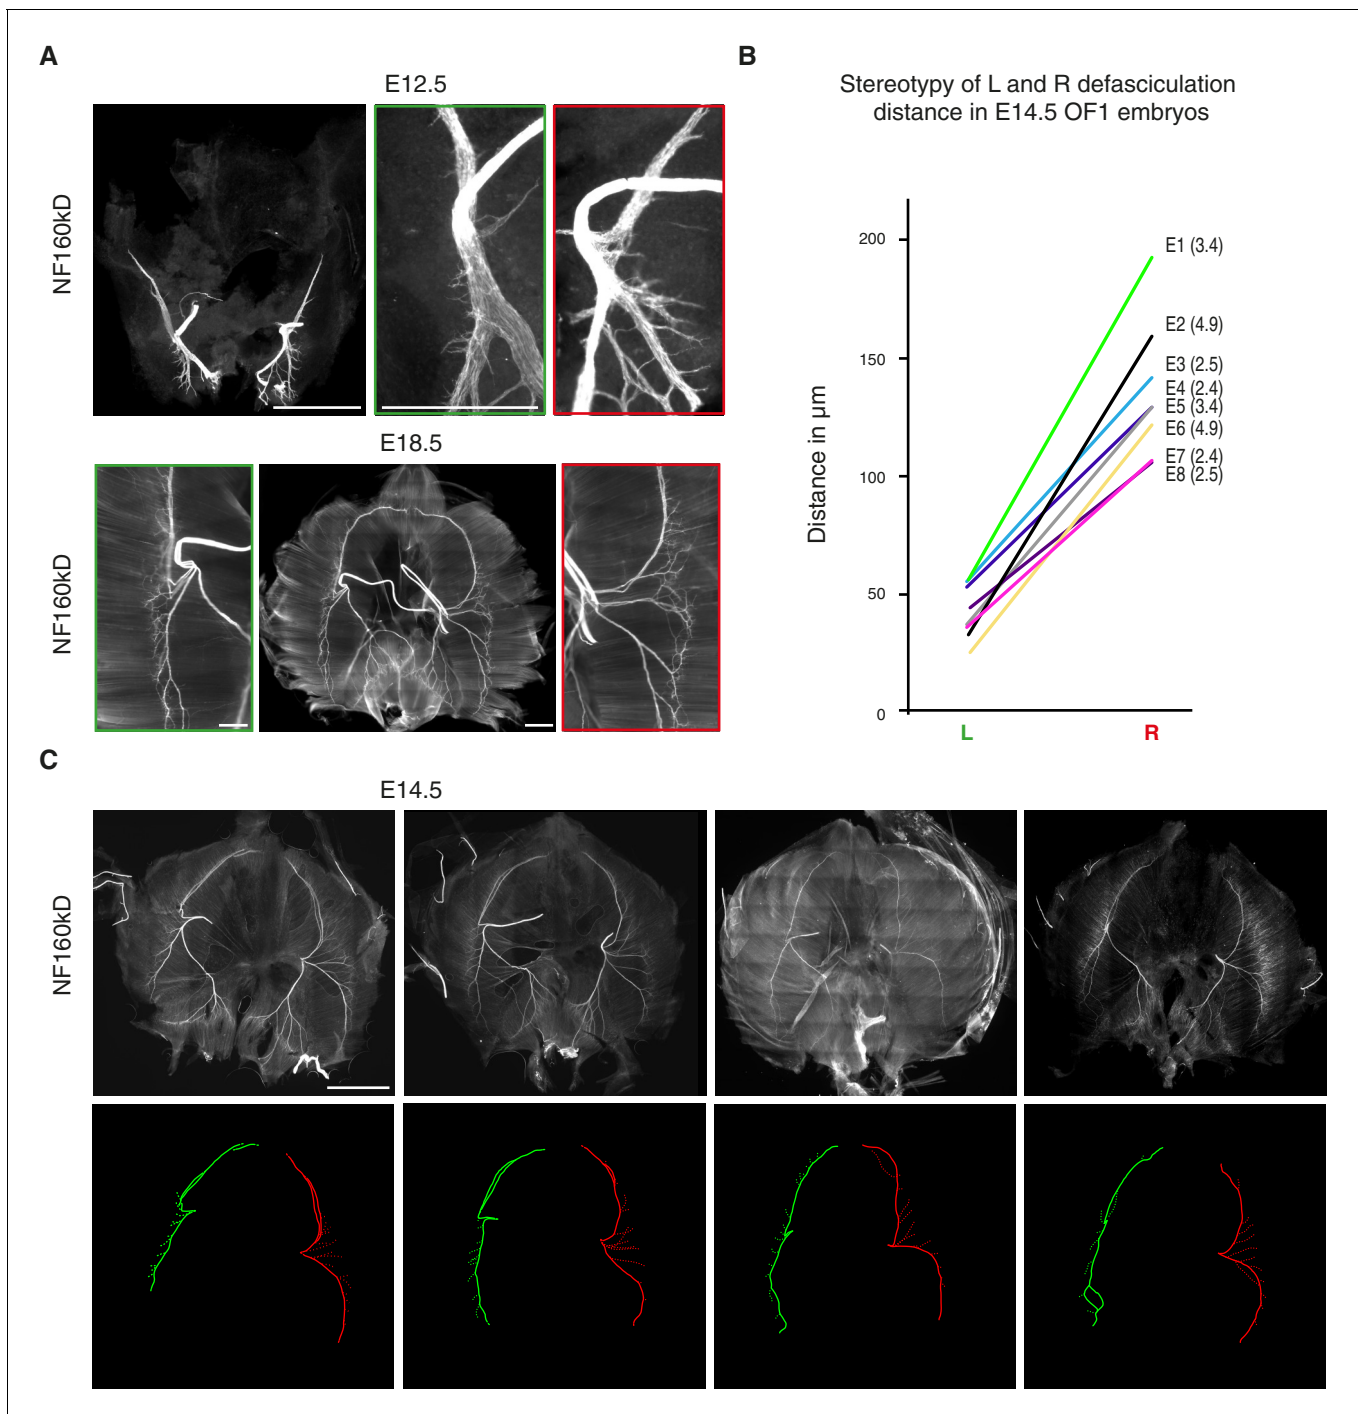 A
E12.5
NF160kD
E18.5
NF160kD
B
Stereotypy of L and R defasciculation
distance in E14.5 OF1 embryos
Distance in µm
200
150
100
50
0
E1 (3.4)
E2 (4.9)
E3 (2.5)
E4 (2.4)
E5 (3.4)
E6 (4.9)
E7 (2.4)
E8 (2.5)
L
R
C
E14.5
NF160kD